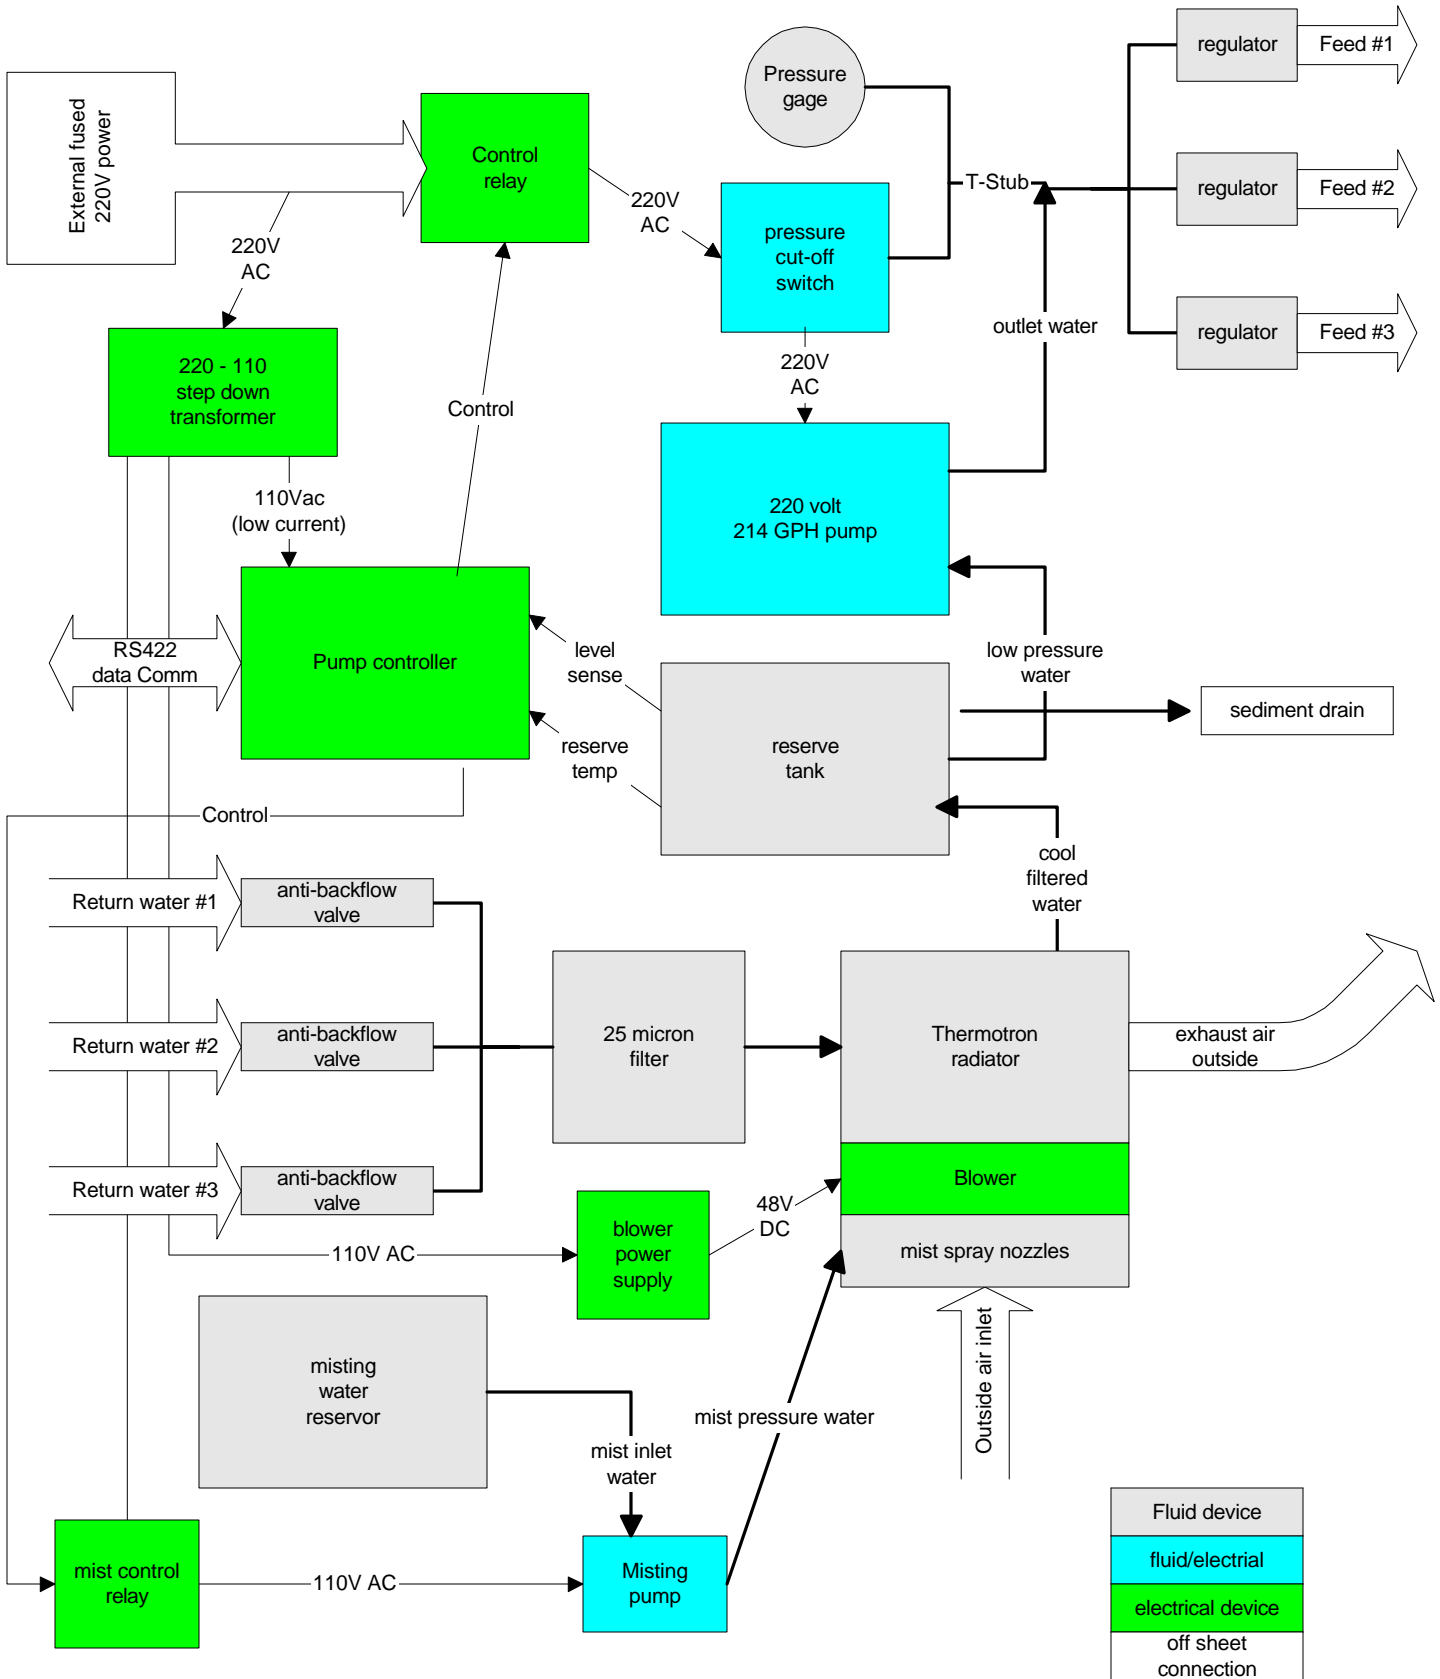 regulator
Feed #1
Pressure
gage
External fused
220V power
Control
relay
T-Stub
regulator
Feed #2
220V
AC
pressure
cut-off
switch
220V
AC
outlet water
regulator
Feed #3
220 - 110
step down
transformer
220V
AC
Control
110Vac
(low current)
220 volt
214 GPH pump
RS422
data Comm
Pump controller
level
sense
low pressure
water
sediment drain
reserve
temp
reserve
tank
Control
cool
filtered
water
Return water #1
anti-backflow
valve
Return water #2
anti-backflow
valve
25 micron
filter
Thermotron
radiator
exhaust air
outside
Return water #3
anti-backflow
valve
Blower
48V
DC
110V AC
blower
power
supply
mist spray nozzles
Outside air inlet
misting
water
reservor
mist pressure water
mist inlet
water
mist control
relay
110V AC
Misting
pump
Fluid device
fluid/electrial
electrical device
off sheet
connection